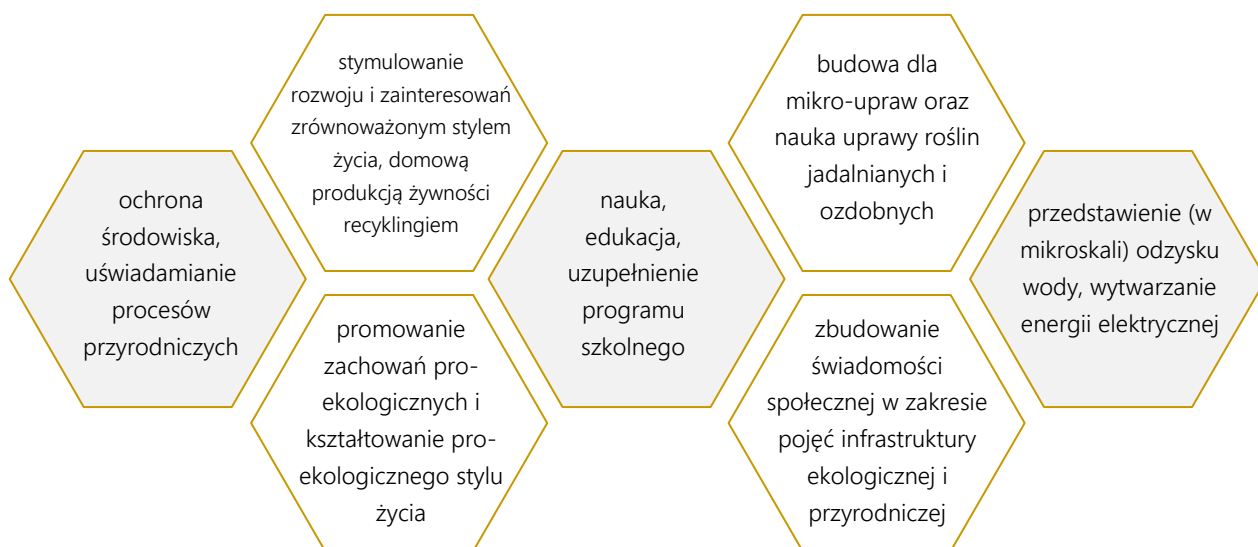 ochrona
środowiska,
uświadamianie
procesów
przyrodniczych
stymulowanie
rozwoju i zainteresowań
zrównoważonym stylem
życia, domową
produkcją żywności
recyklingiem
promowanie
zachowań pro-
ekologicznych i
kształtowanie pro-
ekologicznego stylu
życia
nauka,
edukacja,
uzupełnienie
programu
szkolnego
budowa dla
mikro-upraw oraz
nauka uprawy roślin
jadalnianych i
ozdobnych
zbudowanie
świadomości
społecznej w zakresie
pojęć infrastruktury
ekologicznej i
przyrodniczej
przedstawienie (w
mikroskali) odzysku
wody, wytwarzanie
energii elektrycznej